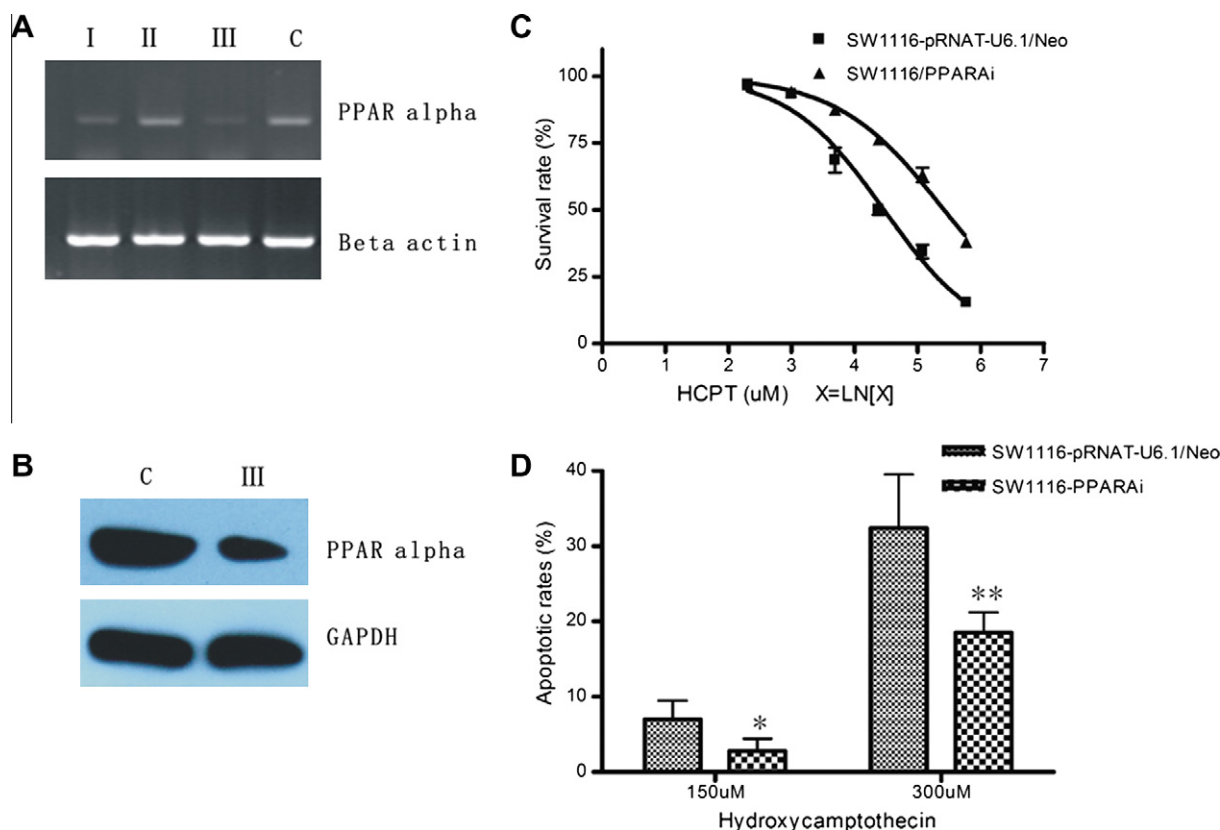 A
I II III C
PPAR alpha
Beta actin
B
C III
PPAR alpha
GAPDH
C
SW1116-pRNAT-U6.1/Neo
SW1116/PPARAi
100
75
50
25
0
Survival rate (%)
0 1 2 3 4 5 6 7
HCPT (uM) X=LN[X]
D
SW1116-pRNAT-U6.1/Neo
SW1116-PPARAi
40
30
20
10
0
Apoptotic rates (%)
*
**
150uM 300uM
Hydroxycamptothecin